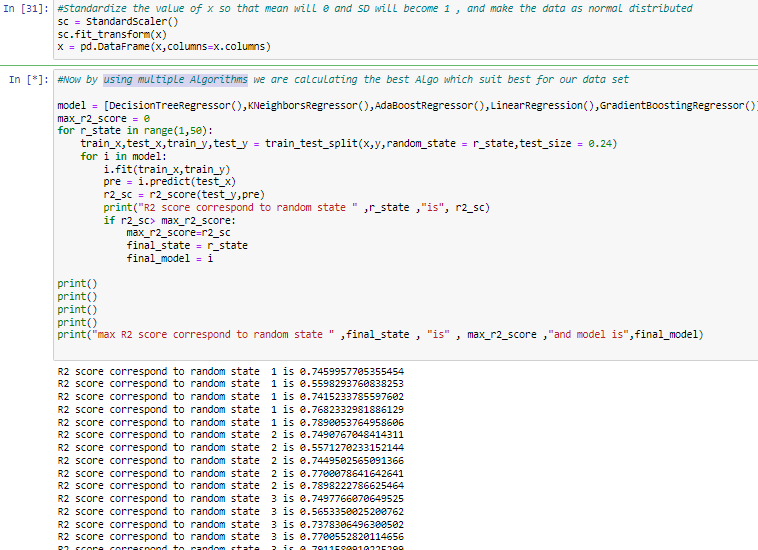 In [31]: #Standardize the value of x so that mean will 0 and SD will become 1 , and make the data as normal distributed
sc = StandardScaler()
sc.fit_transform(x)
x = pd.DataFrame(x,columns=x.columns)
In [*]: #Now by using multiple Algorithms we are calculating the best Algo which suit best for our data set
model = [DecisionTreeRegressor(),KNeighborsRegressor(),AdaBoostRegressor(),LinearRegression(),GradientBoostingRegressor()]
max_r2_score = 0
for r_state in range(1,50):
train_x,test_x,train_y,test_y = train_test_split(x,y,random_state = r_state,test_size = 0.24)
for i in model:
i.fit(train_x,train_y)
pre = i.predict(test_x)
r2_sc = r2_score(test_y,pre)
print("R2 score correspond to random state " ,r_state ,"is", r2_sc)
if r2_sc> max_r2_score:
max_r2_score=r2_sc
final_state = r_state
final_model = i
print()
print()
print()
print()
print("max R2 score correspond to random state " ,final_state , "is" , max_r2_score ,"and model is",final_model)
R2 score correspond to random state  1 is 0.7459957705355454
R2 score correspond to random state  1 is 0.5598293760838253
R2 score correspond to random state  1 is 0.7415233785597602
R2 score correspond to random state  1 is 0.7682332981886129
R2 score correspond to random state  1 is 0.7890053764958606
R2 score correspond to random state  2 is 0.7490767048414311
R2 score correspond to random state  2 is 0.5571270233152144
R2 score correspond to random state  2 is 0.7449502565091366
R2 score correspond to random state  2 is 0.7700078641642641
R2 score correspond to random state  2 is 0.7898222786625464
R2 score correspond to random state  3 is 0.7497766070649525
R2 score correspond to random state  3 is 0.5653350025200762
R2 score correspond to random state  3 is 0.7378306496300502
R2 score correspond to random state  3 is 0.7700552820114656
R2 score correspond to random state  3 is 0.7911580910225299